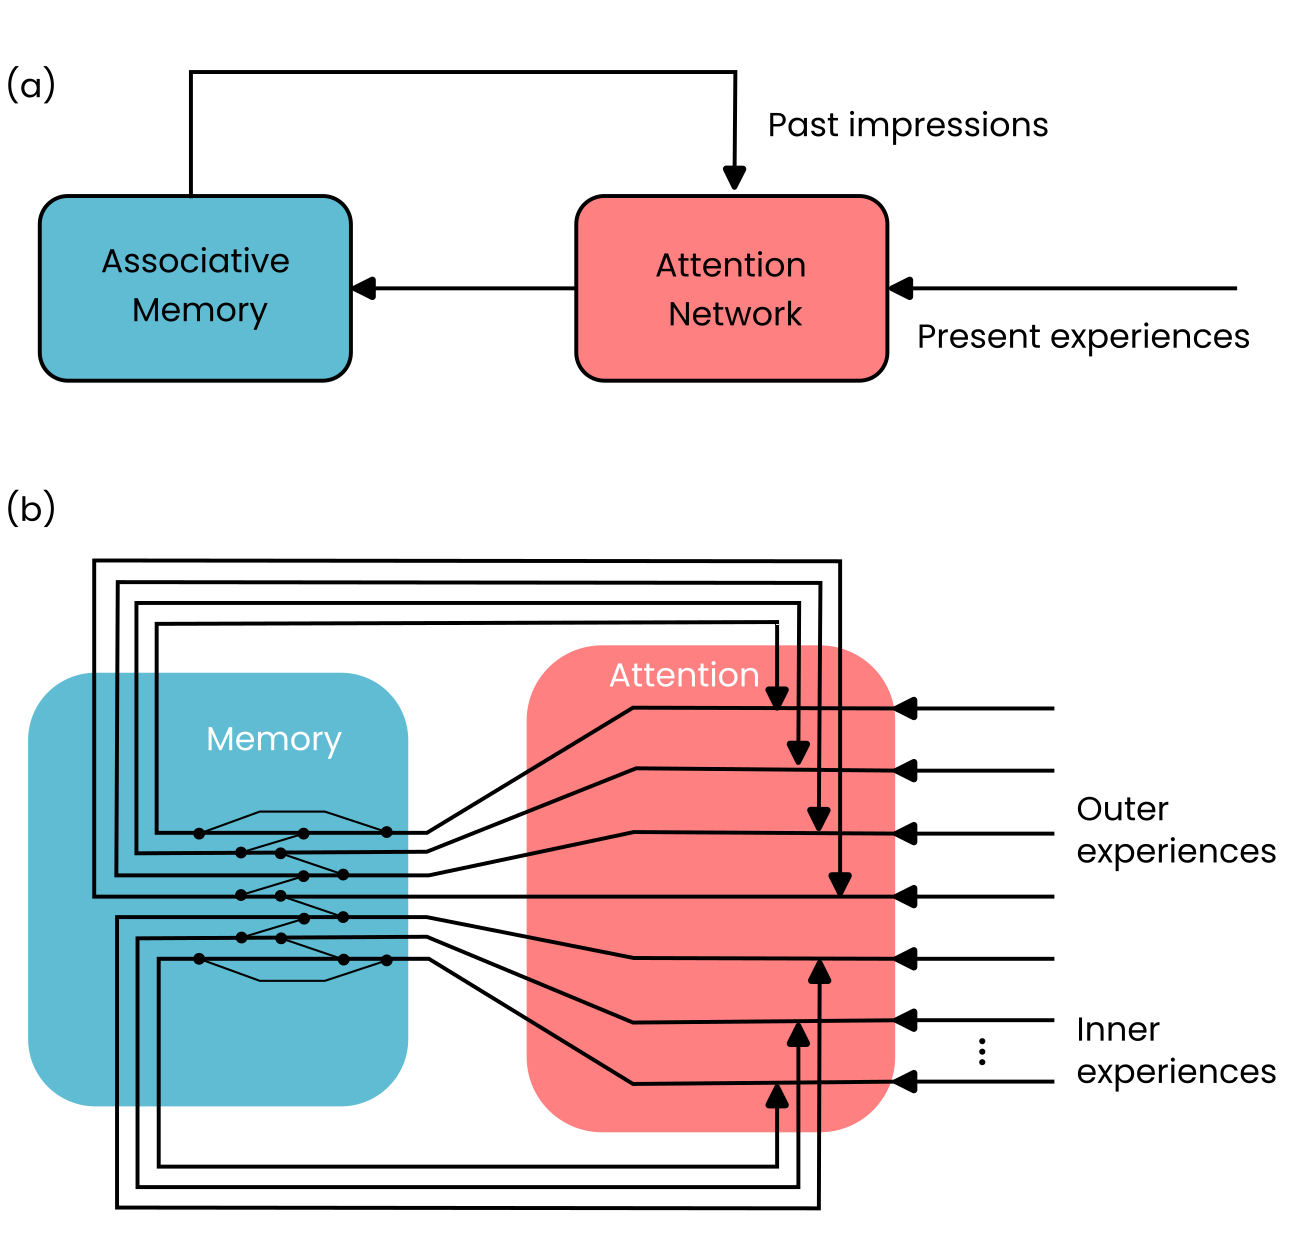 (a)
Past impressions
Associative
Memory
Attention
Network
Present experiences
(b)
Attention
Memory
Outer
experiences
Inner
experiences